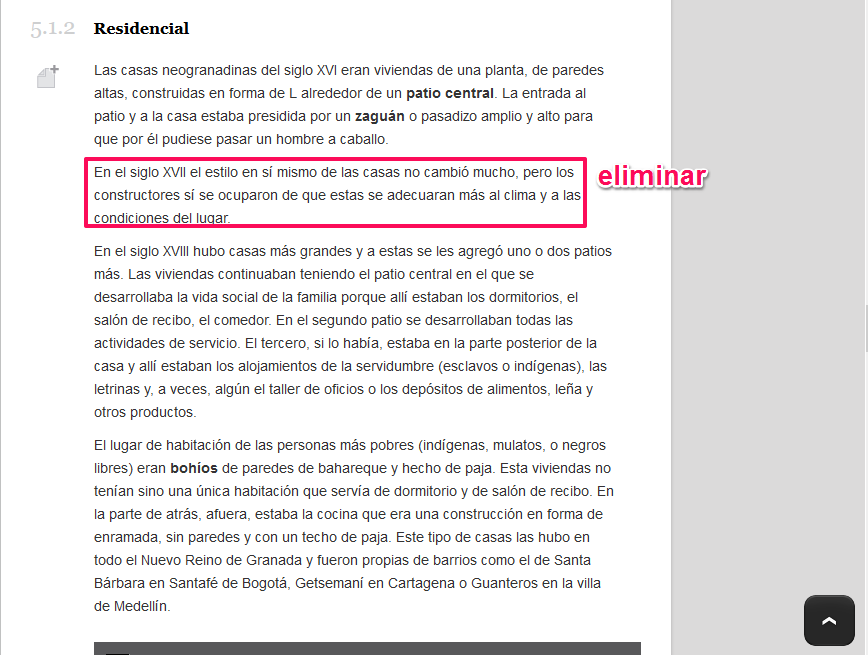 5.1.2 Residencial
Las casas neogranadinas del siglo XVI eran viviendas de una planta, de paredes
altas, construidas en forma de L alrededor de un patio central. La entrada al
patio y a la casa estaba presidida por un zaguán o pasadizo amplio y alto para
que por él pudiese pasar un hombre a caballo.
En el siglo XVII el estilo en sí mismo de las casas no cambió mucho, pero los
constructores sí se ocuparon de que estas se adecuaran más al clima y a las
condiciones del lugar.
eliminar
En el siglo XVIII hubo casas más grandes y a estas se les agregó uno o dos patios
más. Las viviendas continuaban teniendo el patio central en el que se
desarrollaba la vida social de la familia porque allí estaban los dormitorios, el
salón de recibo, el comedor. En el segundo patio se desarrollaban todas las
actividades de servicio. El tercero, si lo había, estaba en la parte posterior de la
casa y allí estaban los alojamientos de la servidumbre (esclavos o indígenas), las
letrinas y, a veces, algún el taller de oficios o los depósitos de alimentos, leña y
otros productos.
El lugar de habitación de las personas más pobres (indígenas, mulatos, o negros
libres) eran bohíos de paredes de bahareque y hecho de paja. Esta viviendas no
tenían sino una única habitación que servía de dormitorio y de salón de recibo. En
la parte de atrás, afuera, estaba la cocina que era una construcción en forma de
enramada, sin paredes y con un techo de paja. Este tipo de casas las hubo en
todo el Nuevo Reino de Granada y fueron propias de barrios como el de Santa
Bárbara en Santafé de Bogotá, Getsemaní en Cartagena o Guanteros en la villa
de Medellín.